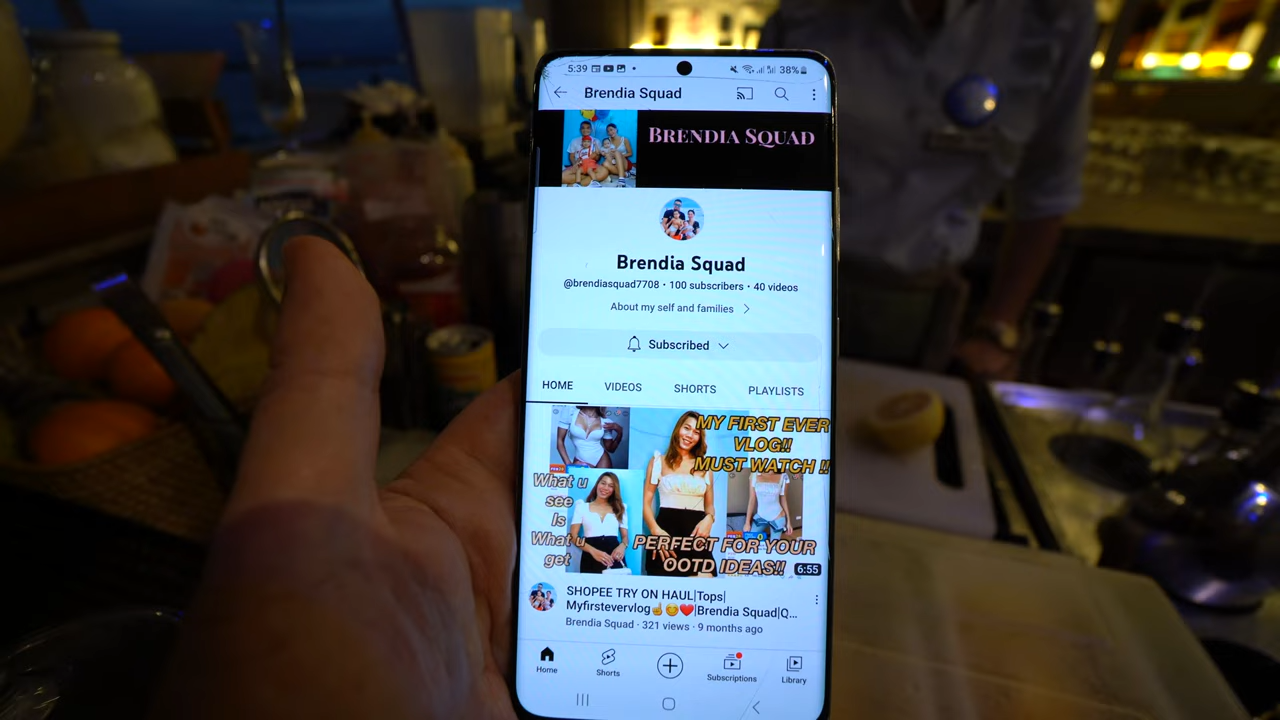 5:39
38%
Brendia Squad
BRENDIA SQUAD
Brendia Squad
@brendiasquad7708 • 100 subscribers • 40 videos
About my self and families
Subscribed
HOME VIDEOS SHORTS PLAYLISTS
MY FIRST EVER
VLOG!!
MUST WATCH !!
What u
see
Is
What u
get
PERFECT FOR YOUR
OOTD IDEAS!!
6:55
SHOPEE TRY ON HAUL|Tops|
Myfirstevervlog☝️😊❤️|Brendia Squad|Q...
Brendia Squad · 321 views · 9 months ago
Home Shorts Subscriptions Library